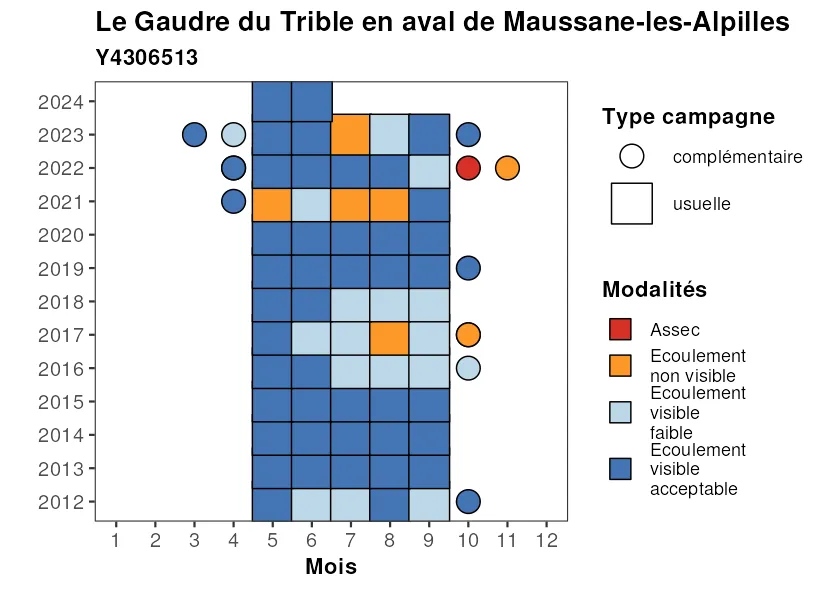 Le Gaudre du Trible en aval de Maussane-les-Alpilles
Y4306513
2024
2023
2022
2021
2020
2019
2018
2017
2016
2015
2014
2013
2012
1 2 3 4 5 6 7 8 9 10 11 12
Mois
Type campagne
complémentaire
usuelle
Modalités
Assec
Ecoulement
non visible
Ecoulement
visible
faible
Ecoulement
visible
acceptable